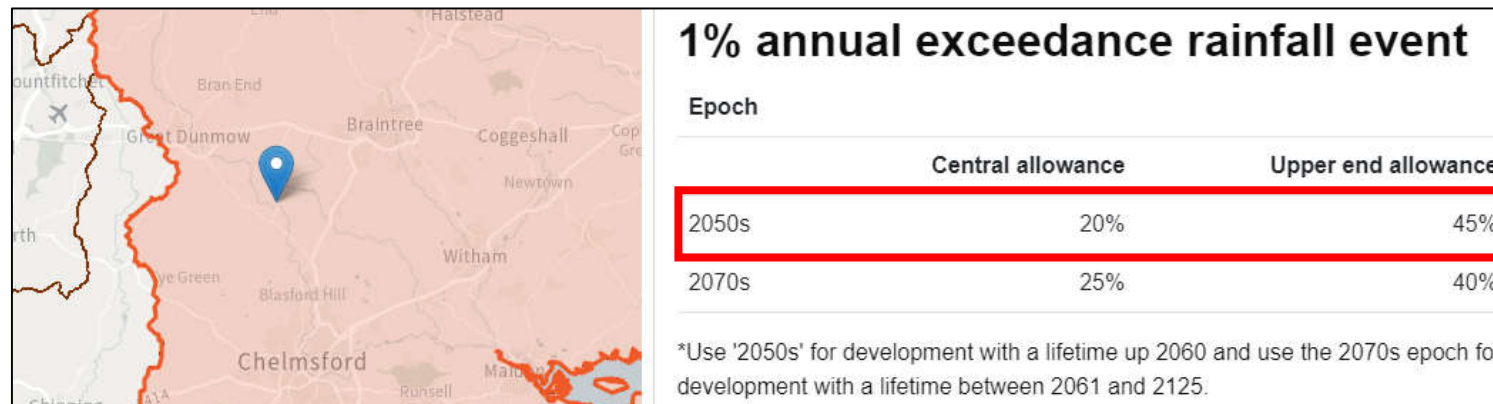 Halstead
Bran End
Great Dunmow
Braintree
Coggeshall
Newtown
Witham
Blasford Hill
Chelmsford
Runsell
1% annual exceedance rainfall event
Epoch
Central allowance Upper end allowance
2050s 20% 45%
2070s 25% 40%
*Use '2050s' for development with a lifetime up 2060 and use the 2070s epoch fo
development with a lifetime between 2061 and 2125.